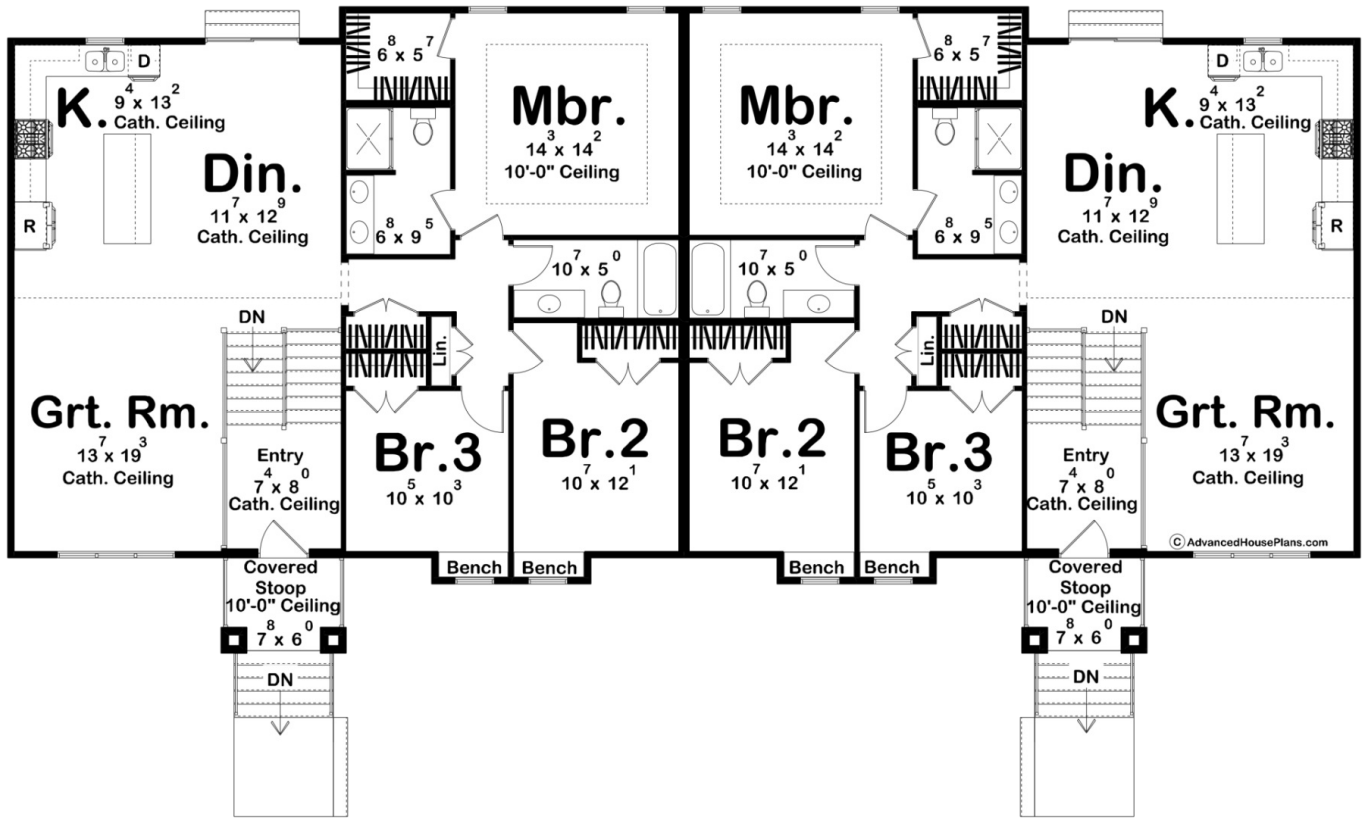 D
K.
9⁴ x 13²
Cath. Ceiling
Din.
11⁷ x 12⁹
Cath. Ceiling
R
6⁸ x 5⁷
Mbr.
14³ x 14²
10'-0" Ceiling
6⁸ x 9⁵
10⁷ x 5⁰
DN
Lin.
Grt. Rm.
13⁷ x 19³
Cath. Ceiling
Entry
7⁴ x 8⁰
Cath. Ceiling
Br.3
10⁵ x 10³
Br.2
10⁷ x 12¹
Bench
Bench
Covered
Stoop
10'-0" Ceiling
7⁸ x 6⁰
DN
Mbr.
14³ x 14²
10'-0" Ceiling
6⁸ x 5⁷
6⁸ x 9⁵
10⁷ x 5⁰
D
K.
9⁴ x 13²
Cath. Ceiling
Din.
11⁷ x 12⁹
Cath. Ceiling
R
DN
Lin.
Br.2
10⁷ x 12¹
Br.3
10⁵ x 10³
Entry
7⁴ x 8⁰
Cath. Ceiling
Grt. Rm.
13⁷ x 19³
Cath. Ceiling
© AdvancedHousePlans.com
Bench
Bench
Covered
Stoop
10'-0" Ceiling
7⁸ x 6⁰
DN